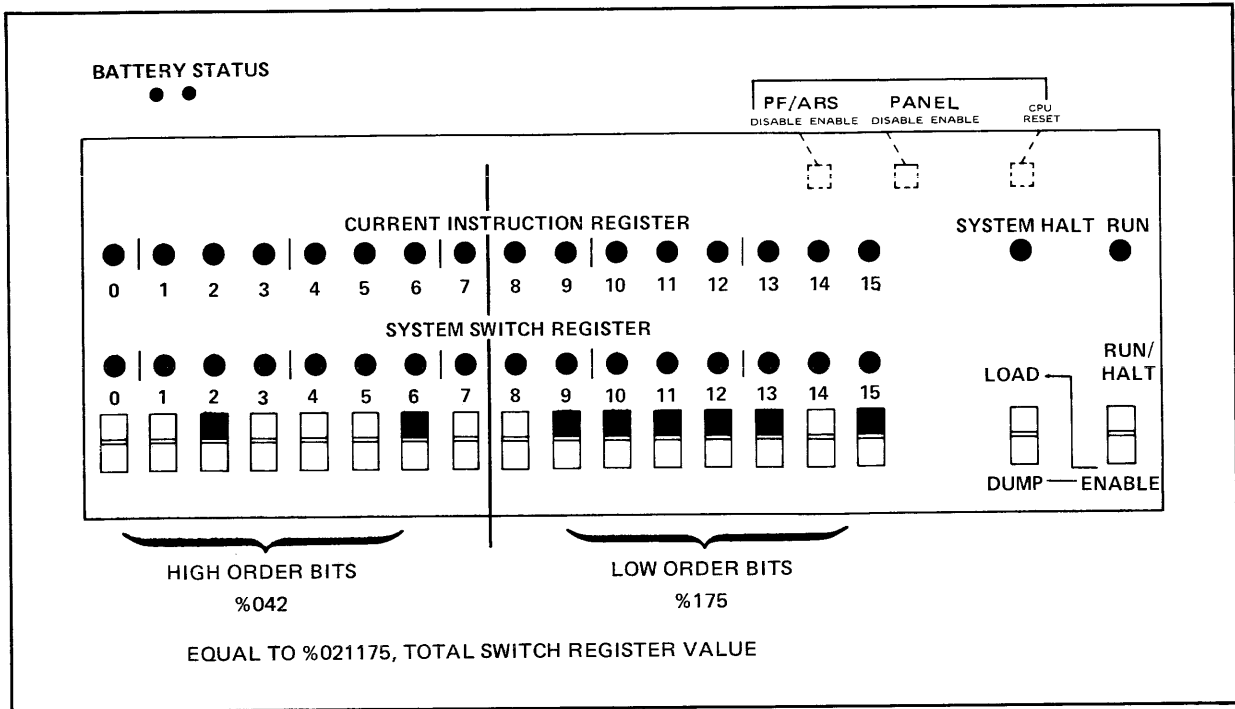 BATTERY STATUS
PF/ARS PANEL CPU
DISABLE ENABLE DISABLE ENABLE RESET
CURRENT INSTRUCTION REGISTER SYSTEM HALT RUN
0 1 2 3 4 5 6 7 8 9 10 11 12 13 14 15
SYSTEM SWITCH REGISTER
RUN/
LOAD HALT
0 1 2 3 4 5 6 7 8 9 10 11 12 13 14 15
DUMP ENABLE
HIGH ORDER BITS LOW ORDER BITS
%042 %175
EQUAL TO %021175, TOTAL SWITCH REGISTER VALUE